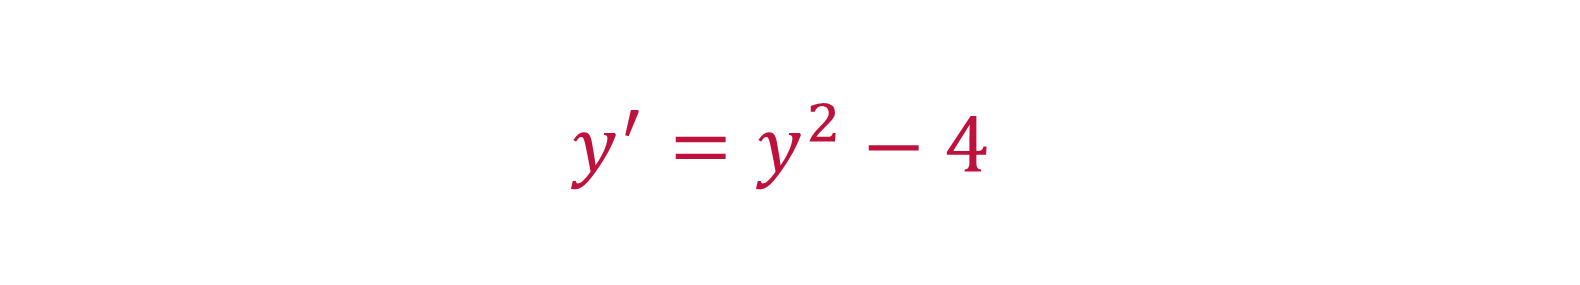 y′ = y² − 4